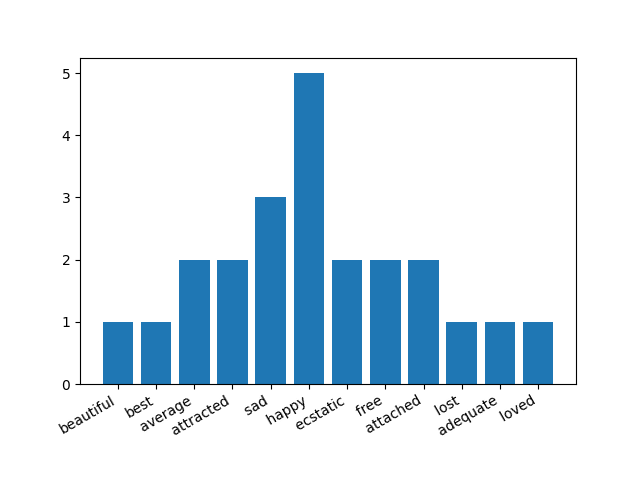 5
4
3
2
1
0
beautiful
best
average
attracted
sad
happy
ecstatic
free
attached
lost
adequate
loved